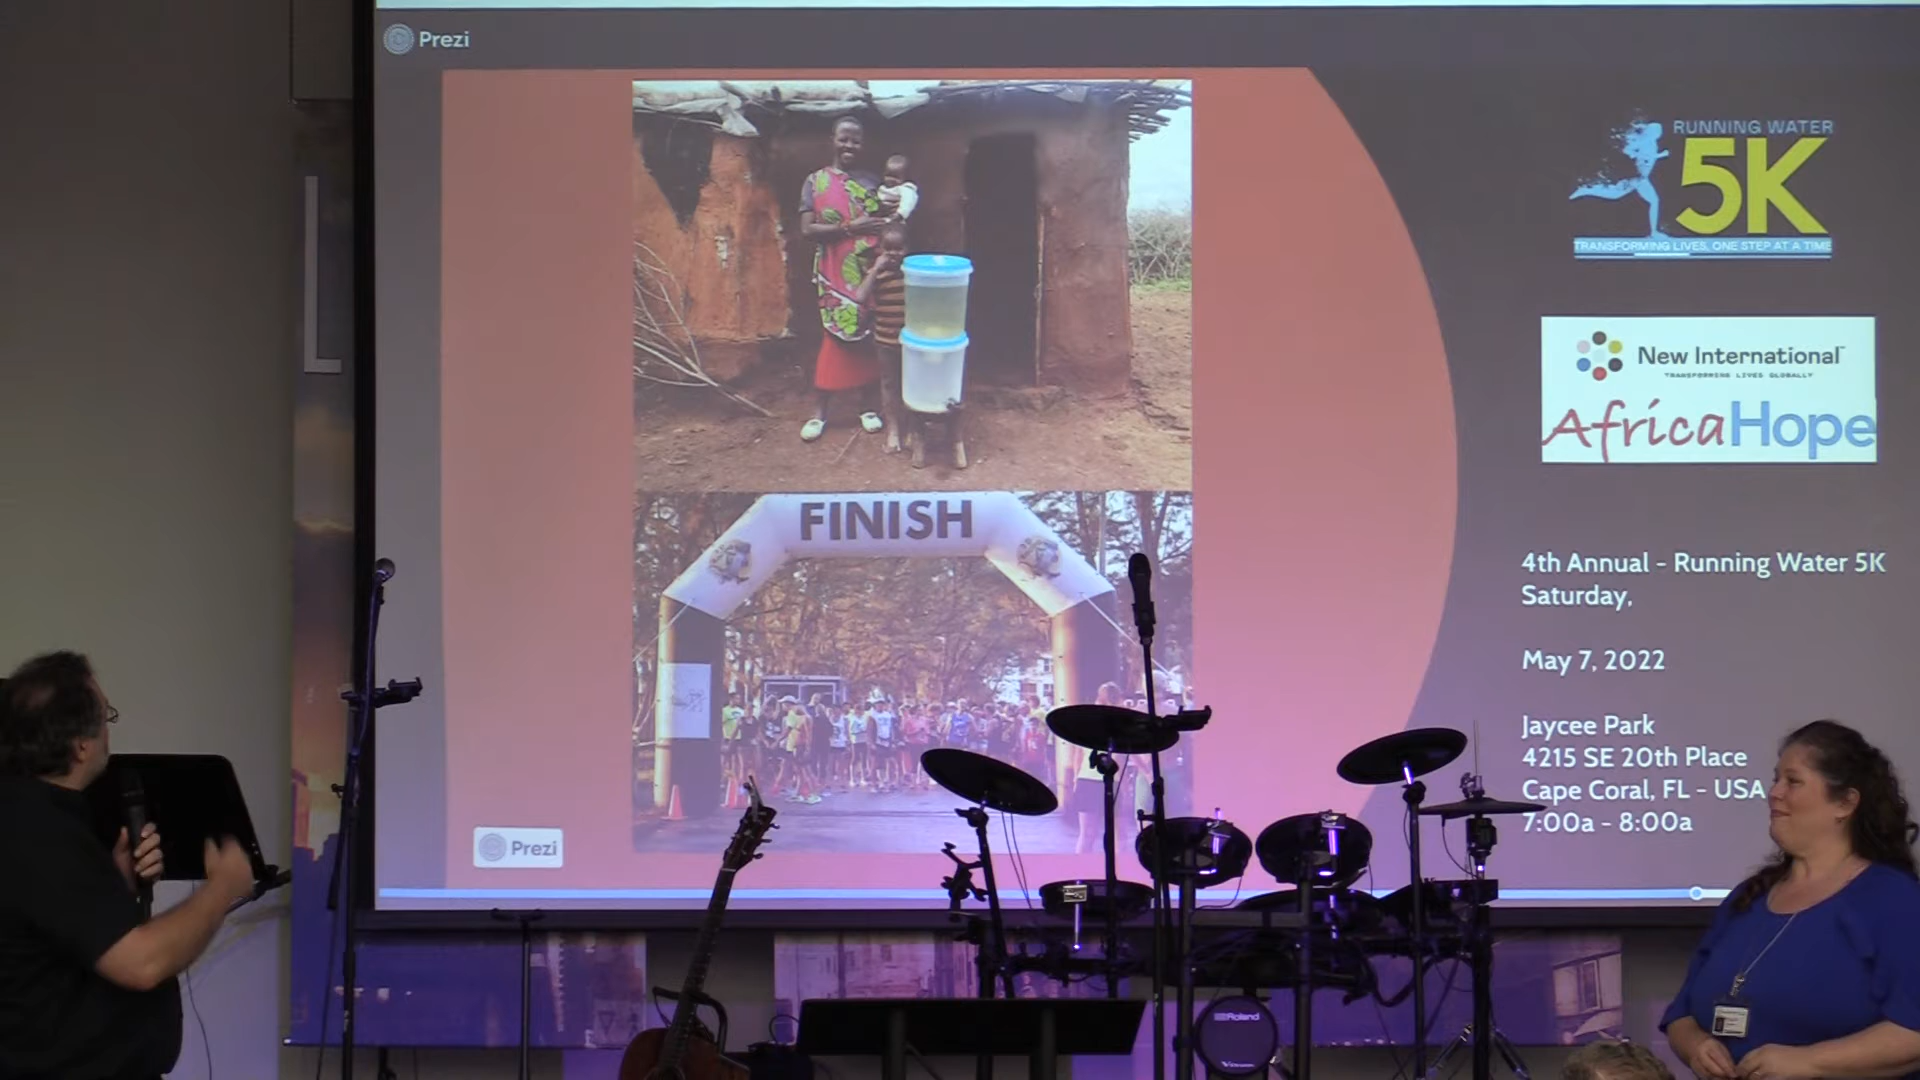 Prezi
RUNNING WATER
5K
TRANSFORMING LIVES, ONE STEP AT A TIME
New International
TRANSFORMING LIVES GLOBALLY
AfricaHope
FINISH
4th Annual - Running Water 5K
Saturday,
May 7, 2022
Jaycee Park
4215 SE 20th Place
Cape Coral, FL - USA
7:00a - 8:00a
Prezi
Roland